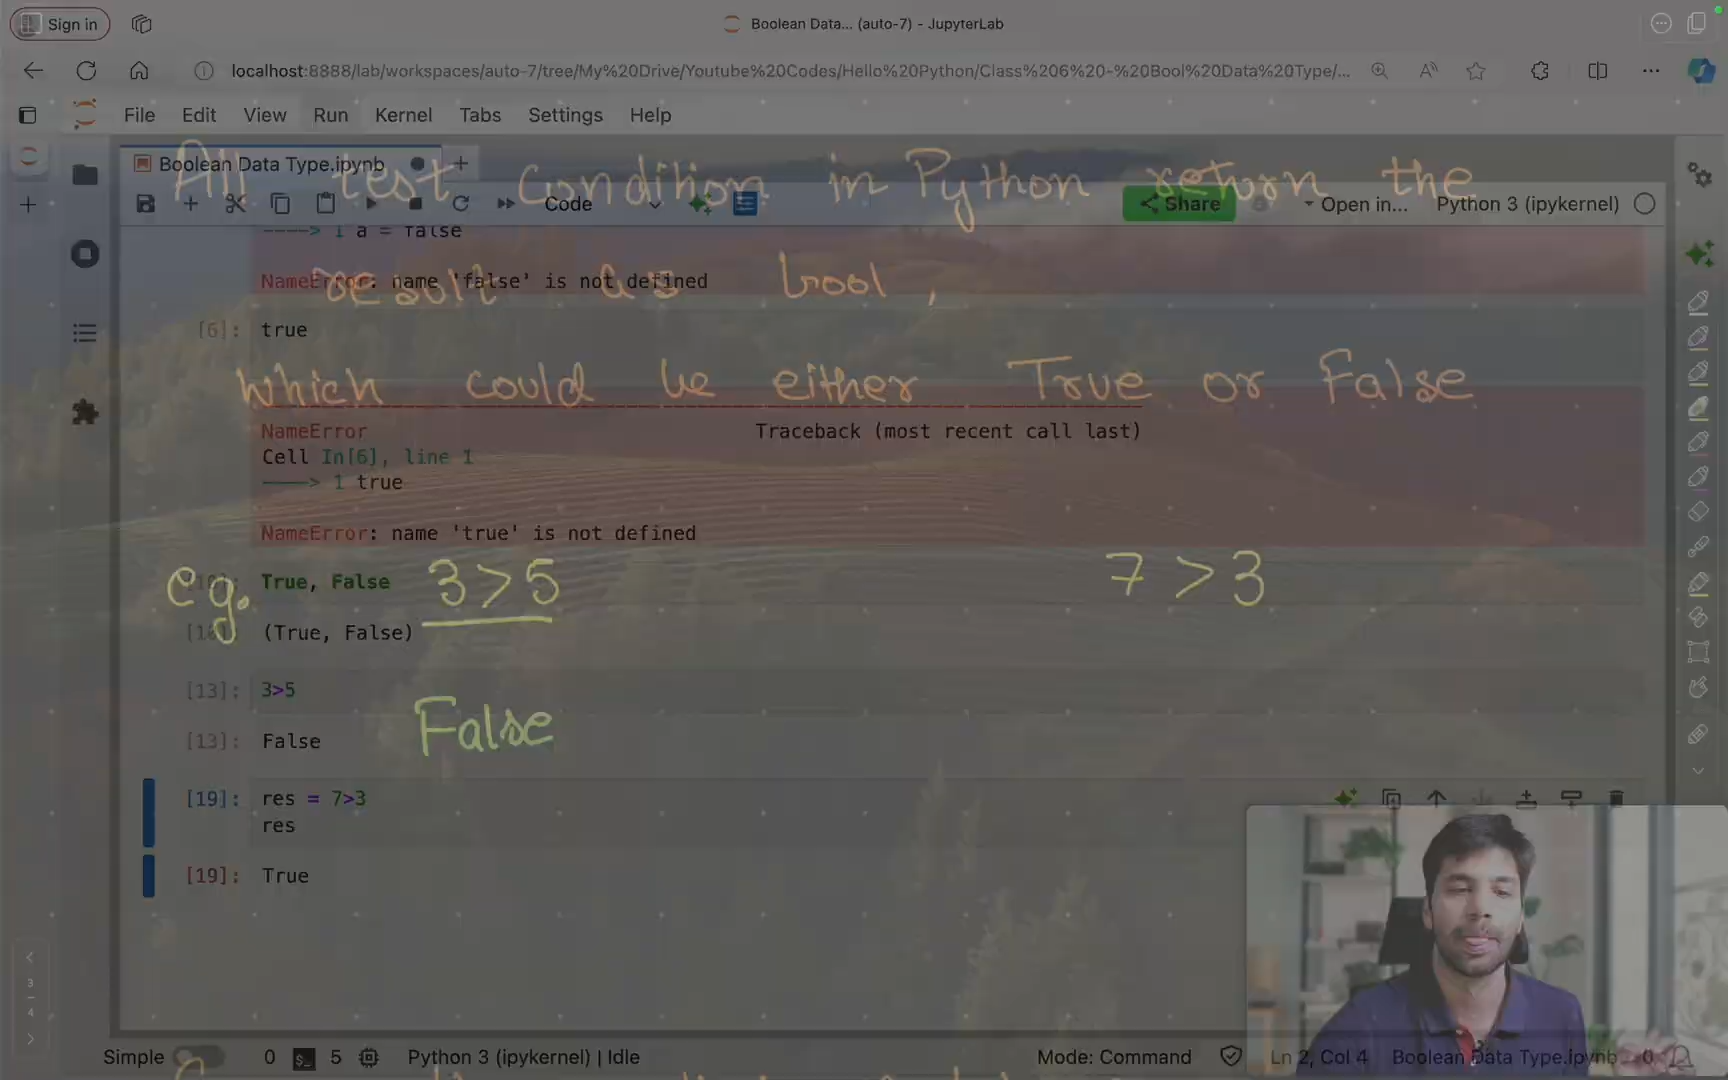 Sign in
Boolean Data... (auto-7) - JupyterLab
localhost:8888/lab/workspaces/auto-7/tree/My%20Drive/Youtube%20Codes/Hello%20Python/Class%206%20-%20Bool%20Data%20Type/...
File Edit View Run Kernel Tabs Settings Help
Boolean Data Type.ipynb
All test condition in Python return the
Code Share Open in... Python 3 (ipykernel)
----> 1 a = false
result as bool,
NameError: name 'false' is not defined
[6]: true
which could be either True or False
NameError Traceback (most recent call last)
Cell In[6], line 1
----> 1 true
NameError: name 'true' is not defined
eg. 3>5 7>3
True, False
(True, False)
[13]: 3>5
False
[13]: False
[19]: res = 7>3
res
[19]: True
3
4
Simple 0 5 Python 3 (ipykernel) | Idle Mode: Command Ln 2, Col 4 Boolean Data Type.ipynb 0